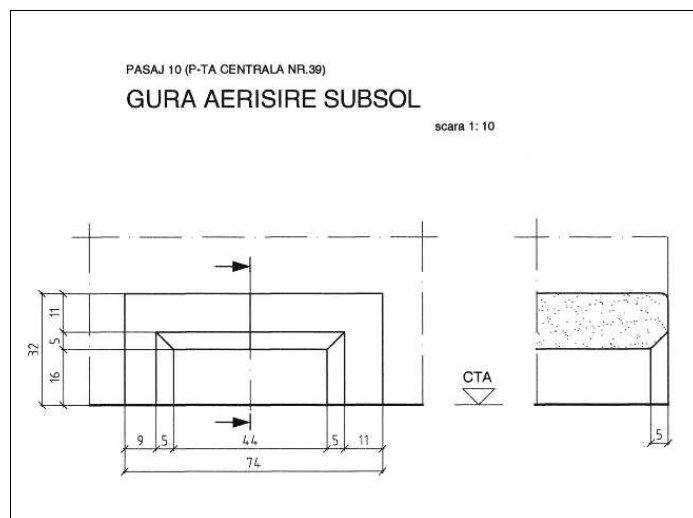 PASAJ 10 (P-TA CENTRALA NR.39)
GURA AERISIRE SUBSOL
scara 1: 10
11
5
16
32
CTA
9 5 44 5 11
74
5